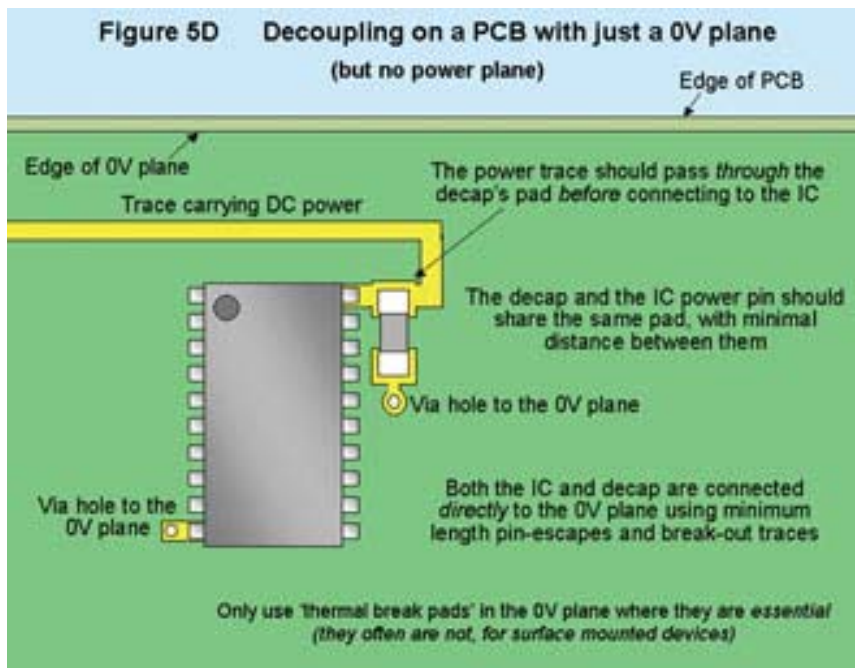 Figure 5D Decoupling on a PCB with just a 0V plane
(but no power plane)
Edge of PCB
Edge of 0V plane
The power trace should pass through the
decap's pad before connecting to the IC
Trace carrying DC power
The decap and the IC power pin should
share the same pad, with minimal
distance between them
Via hole to the 0V plane
Via hole to the
0V plane
Both the IC and decap are connected
directly to the 0V plane using minimum
length pin-escapes and break-out traces
Only use 'thermal break pads' in the 0V plane where they are essential
(they often are not, for surface mounted devices)